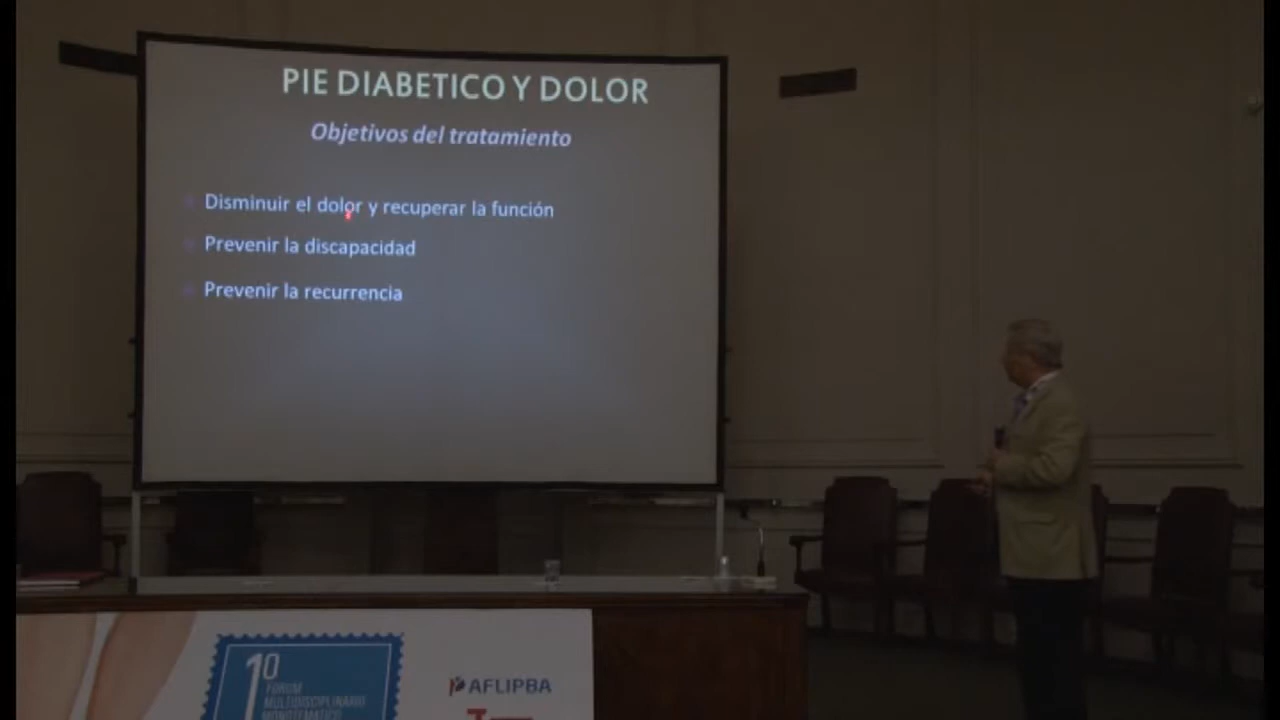 PIE DIABETICO Y DOLOR
Objetivos del tratamiento
Disminuir el dolor y recuperar la función
Prevenir la discapacidad
Prevenir la recurrencia
1º
FORUM
MULTIDISCIPLINARIO
MONOTEMATICO
AFLIPBA